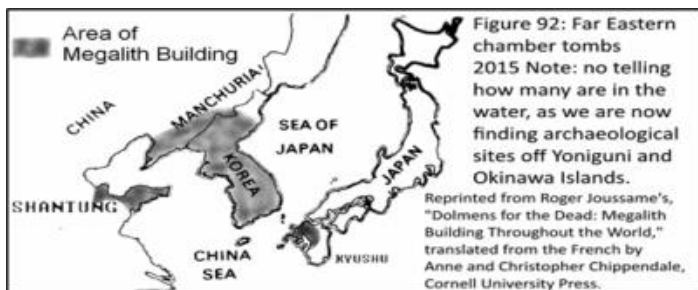 Area of
Megalith Building
CHINA
MANCHURIA
SEA OF
JAPAN
KOREA
JAPAN
SHANTUNG
CHINA
SEA
KYUSHU
Figure 92: Far Eastern
chamber tombs
2015 Note: no telling
how many are in the
water, as we are now
finding archaeological
sites off Yoniguni and
Okinawa Islands.
Reprinted from Roger Joussame's,
"Dolmens for the Dead: Megalith
Building Throughout the World,"
translated from the French by
Anne and Christopher Chippendale,
Cornell University Press.